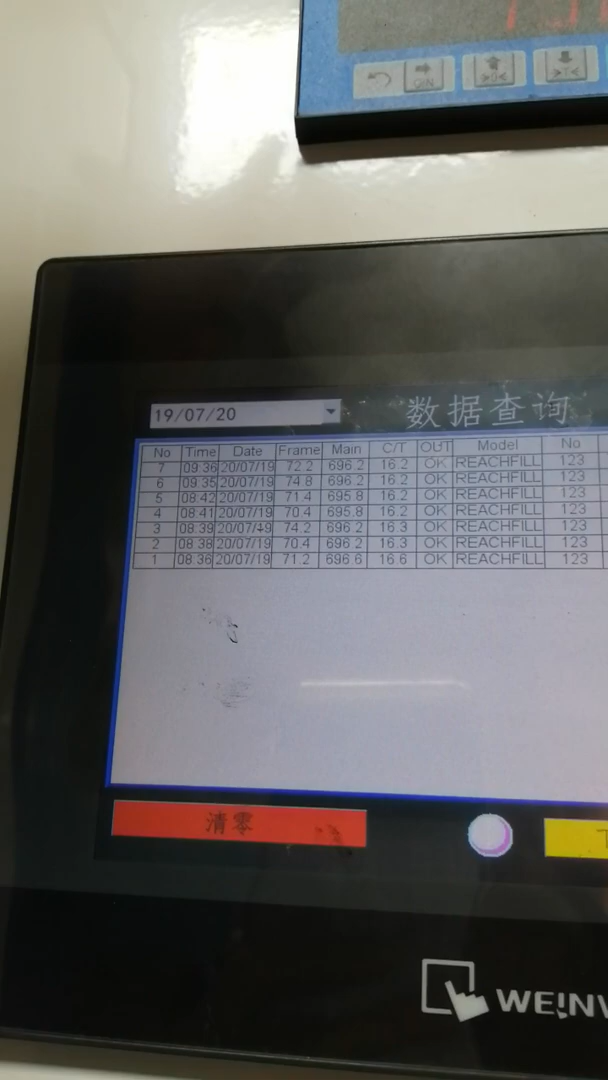 G/N
→0←
→T←
19/07/20
数据查询
No Time Date Frame Main C/T OUT Model No
7 09.36 20/07/19 72.2 696.2 16.2 OK REACHFILL 123
6 09.35 20/07/19 74.8 696.2 16.2 OK REACHFILL 123
5 08.42 20/07/19 71.4 695.8 16.2 OK REACHFILL 123
4 08.41 20/07/19 70.4 695.8 16.2 OK REACHFILL 123
3 08.39 20/07/19 74.2 696.2 16.3 OK REACHFILL 123
2 08.38 20/07/19 70.4 696.2 16.3 OK REACHFILL 123
1 08.36 20/07/19 71.2 696.6 16.6 OK REACHFILL 123
清零
WEINV